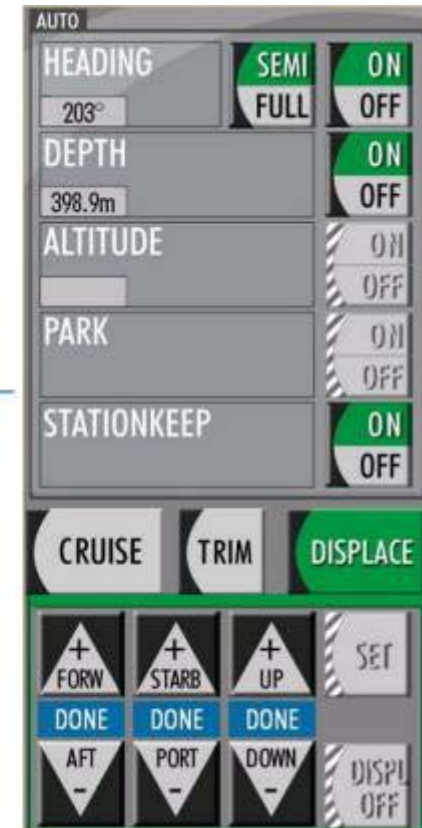 AUTO
HEADING
SEMI
ON
203°
FULL
OFF
DEPTH
ON
398.9m
OFF
ALTITUDE
ON
OFF
PARK
ON
OFF
STATIONKEEP
ON
OFF
CRUISE
TRIM
DISPLACE
+
+
+
FORW
STARB
UP
SET
DONE
DONE
DONE
AFT
PORT
DOWN
-
-
-
DISPL
OFF